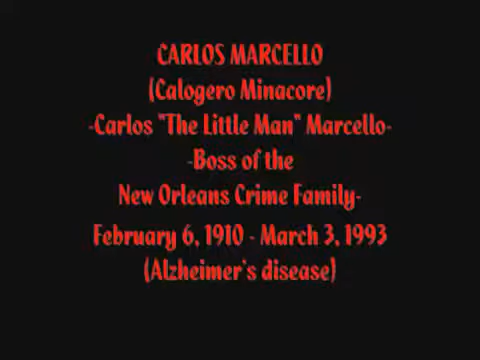 CARLOS MARCELLO
(Calogero Minacore)
-Carlos "The Little Man" Marcello-
-Boss of the
New Orleans Crime Family-
February 6, 1910 - March 3, 1993
(Alzheimer's disease)